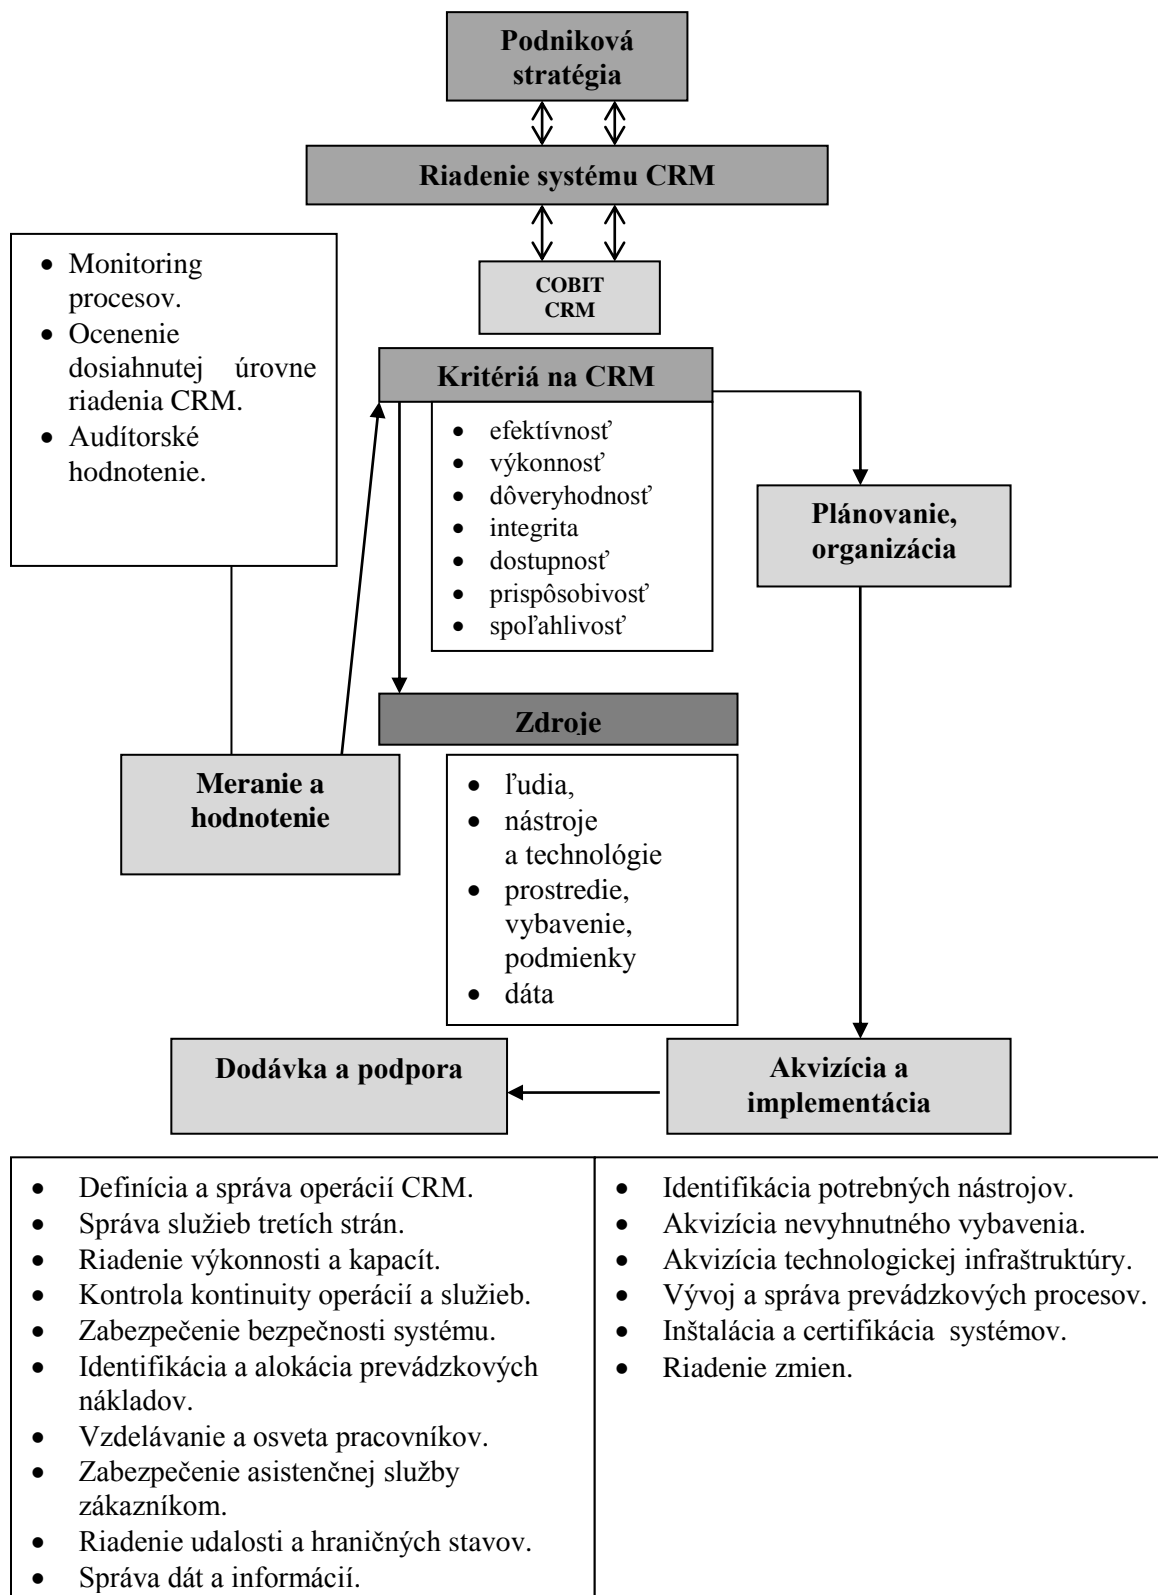 Podniková
stratégia
Riadenie systému CRM
COBIT
CRM
• Monitoring
procesov.
• Ocenenie
dosiahnutej úrovne
riadenia CRM.
• Audítorské
hodnotenie.
Kritériá na CRM
• efektívnosť
• výkonnosť
• dôveryhodnosť
• integrita
• dostupnosť
• prispôsobivosť
• spoľahlivosť
Plánovanie,
organizácia
Zdroje
Meranie a
hodnotenie
• ľudia,
• nástroje
a technológie
• prostredie,
vybavenie,
podmienky
• dáta
Dodávka a podpora
Akvizícia a
implementácia
• Definícia a správa operácií CRM.
• Správa služieb tretích strán.
• Riadenie výkonnosti a kapacít.
• Kontrola kontinuity operácií a služieb.
• Zabezpečenie bezpečnosti systému.
• Identifikácia a alokácia prevádzkových
nákladov.
• Vzdelávanie a osveta pracovníkov.
• Zabezpečenie asistenčnej služby
zákazníkom.
• Riadenie udalosti a hraničných stavov.
• Správa dát a informácií.
• Identifikácia potrebných nástrojov.
• Akvizícia nevyhnutného vybavenia.
• Akvizícia technologickej infraštruktúry.
• Vývoj a správa prevádzkových procesov.
• Inštalácia a certifikácia systémov.
• Riadenie zmien.